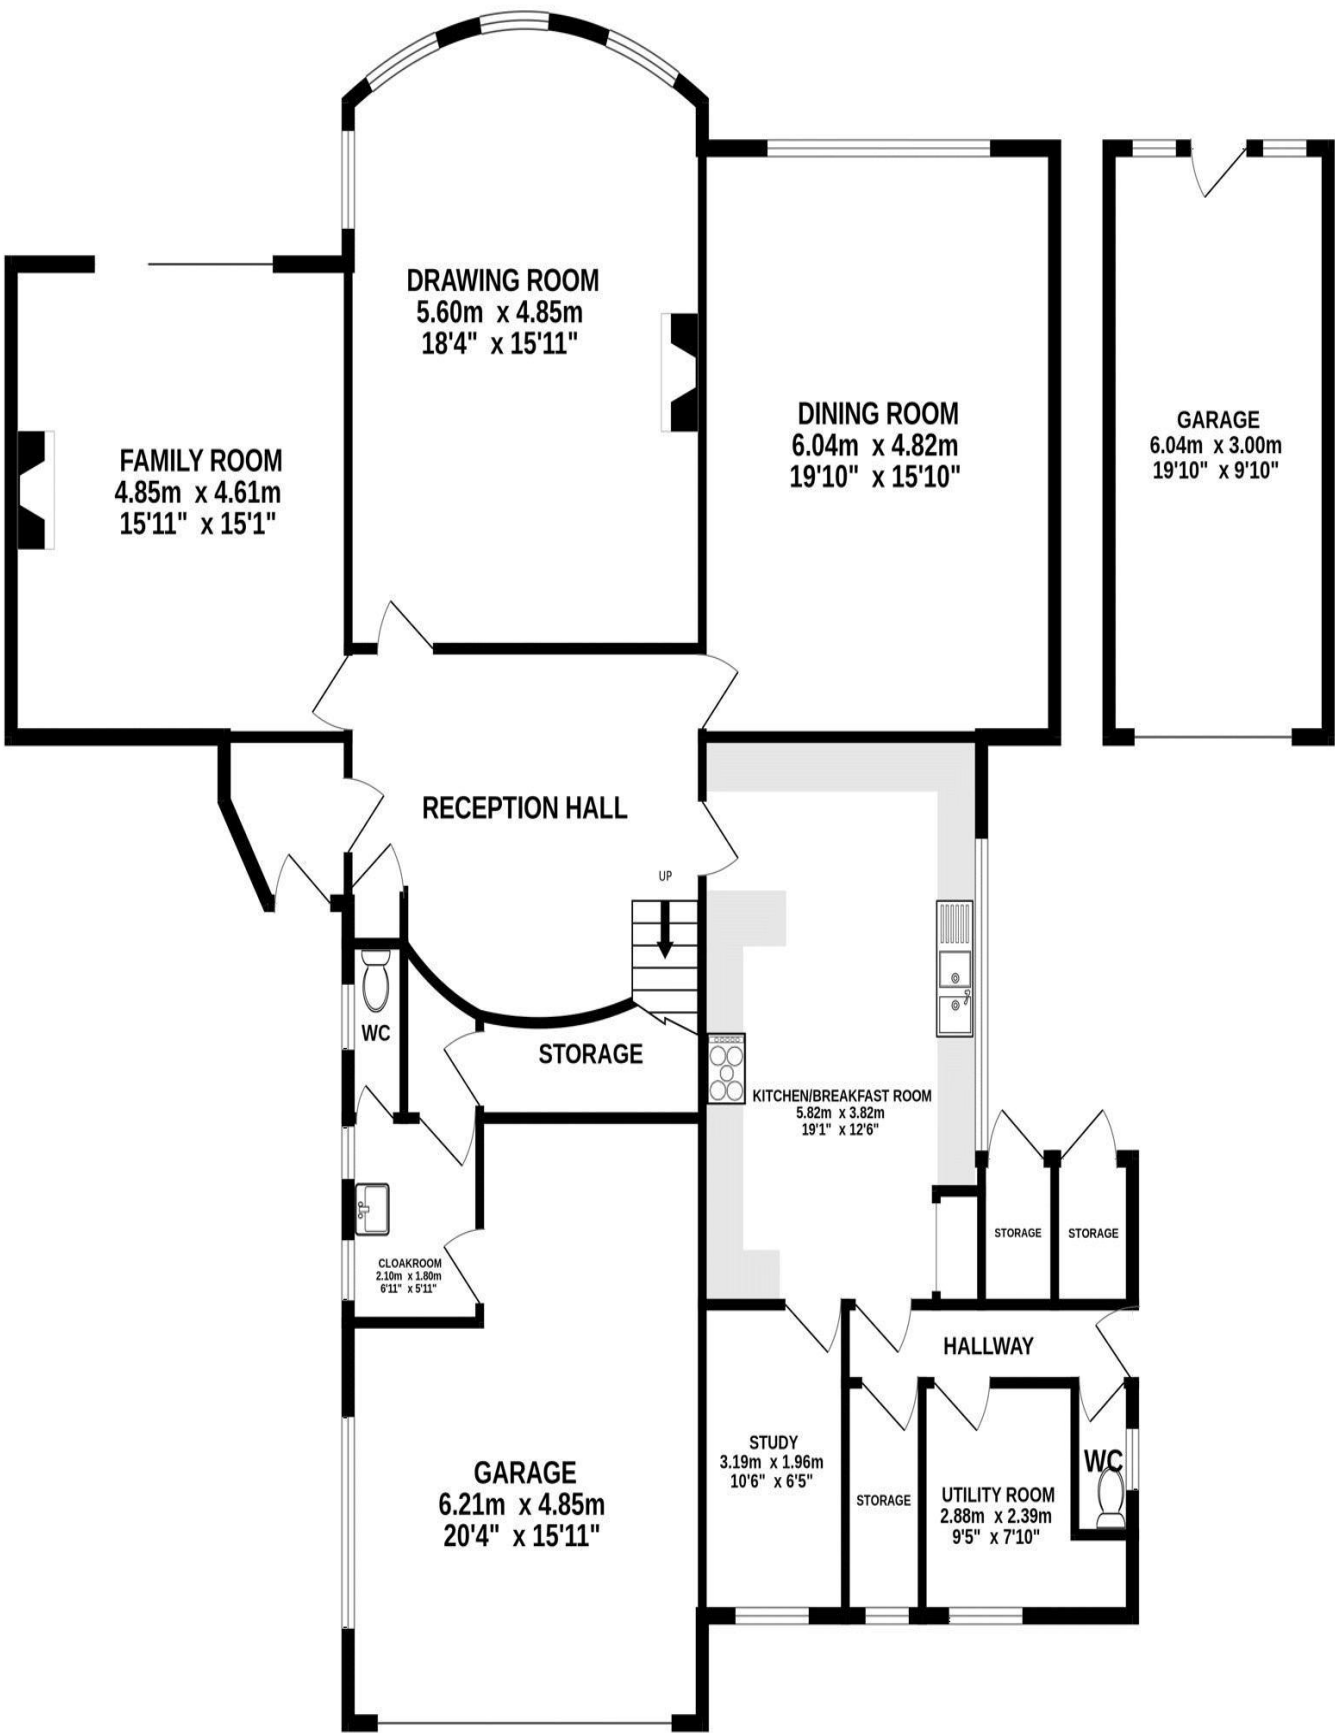 DRAWING ROOM
5.60m x 4.85m
18'4" x 15'11"
DINING ROOM
6.04m x 4.82m
19'10" x 15'10"
GARAGE
6.04m x 3.00m
19'10" x 9'10"
FAMILY ROOM
4.85m x 4.61m
15'11" x 15'1"
RECEPTION HALL
UP
WC
STORAGE
KITCHEN/BREAKFAST ROOM
5.82m x 3.82m
19'1" x 12'6"
STORAGE
STORAGE
CLOAKROOM
2.10m x 1.80m
6'11" x 5'11"
HALLWAY
GARAGE
6.21m x 4.85m
20'4" x 15'11"
STUDY
3.19m x 1.96m
10'6" x 6'5"
STORAGE
UTILITY ROOM
2.88m x 2.39m
9'5" x 7'10"
WC